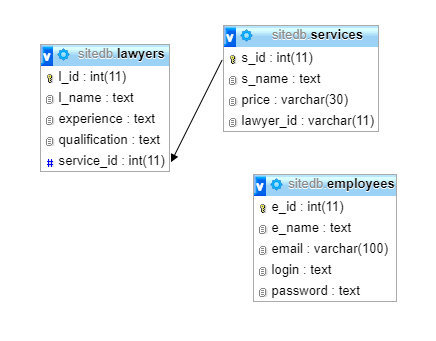 sitedb.lawyers
l_id : int(11)
l_name : text
experience : text
qualification : text
# service_id : int(11)
sitedb.services
s_id : int(11)
s_name : text
price : varchar(30)
lawyer_id : varchar(11)
sitedb.employees
e_id : int(11)
e_name : text
email : varchar(100)
login : text
password : text